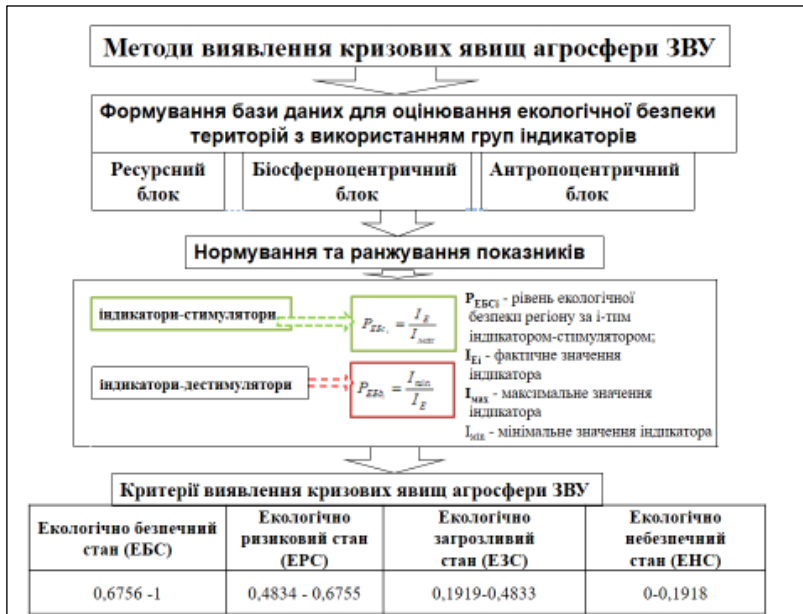 Методи виявлення кризових явищ агросфери ЗВУ
Формування бази даних для оцінювання екологічної безпеки
територій з використанням груп індикаторів
Ресурсний
блок
Біосферноцентричний
блок
Антропоцентричний
блок
Нормування та ранжування показників
індикатори-стимулятори
P_ЕБс_i = I_E / I_мах
індикатори-дестимулятори
P_ЕБд_i = I_min / I_E
P_ЕБСі - рівень екологічної
безпеки регіону за і-тим
індикатором-стимулятором;
I_Еі - фактичне значення
індикатора
I_мах - максимальне значення
індикатора
I_min - мінімальне значення індикатора
Критерії виявлення кризових явищ агросфери ЗВУ
Екологічно безпечний
стан (ЕБС)
Екологічно
ризиковий стан
(ЕРС)
Екологічно
загрозливий
стан (ЕЗС)
Екологічно
небезпечний
стан (ЕНС)
0,6756 -1
0,4834 - 0,6755
0,1919-0,4833
0-0,1918